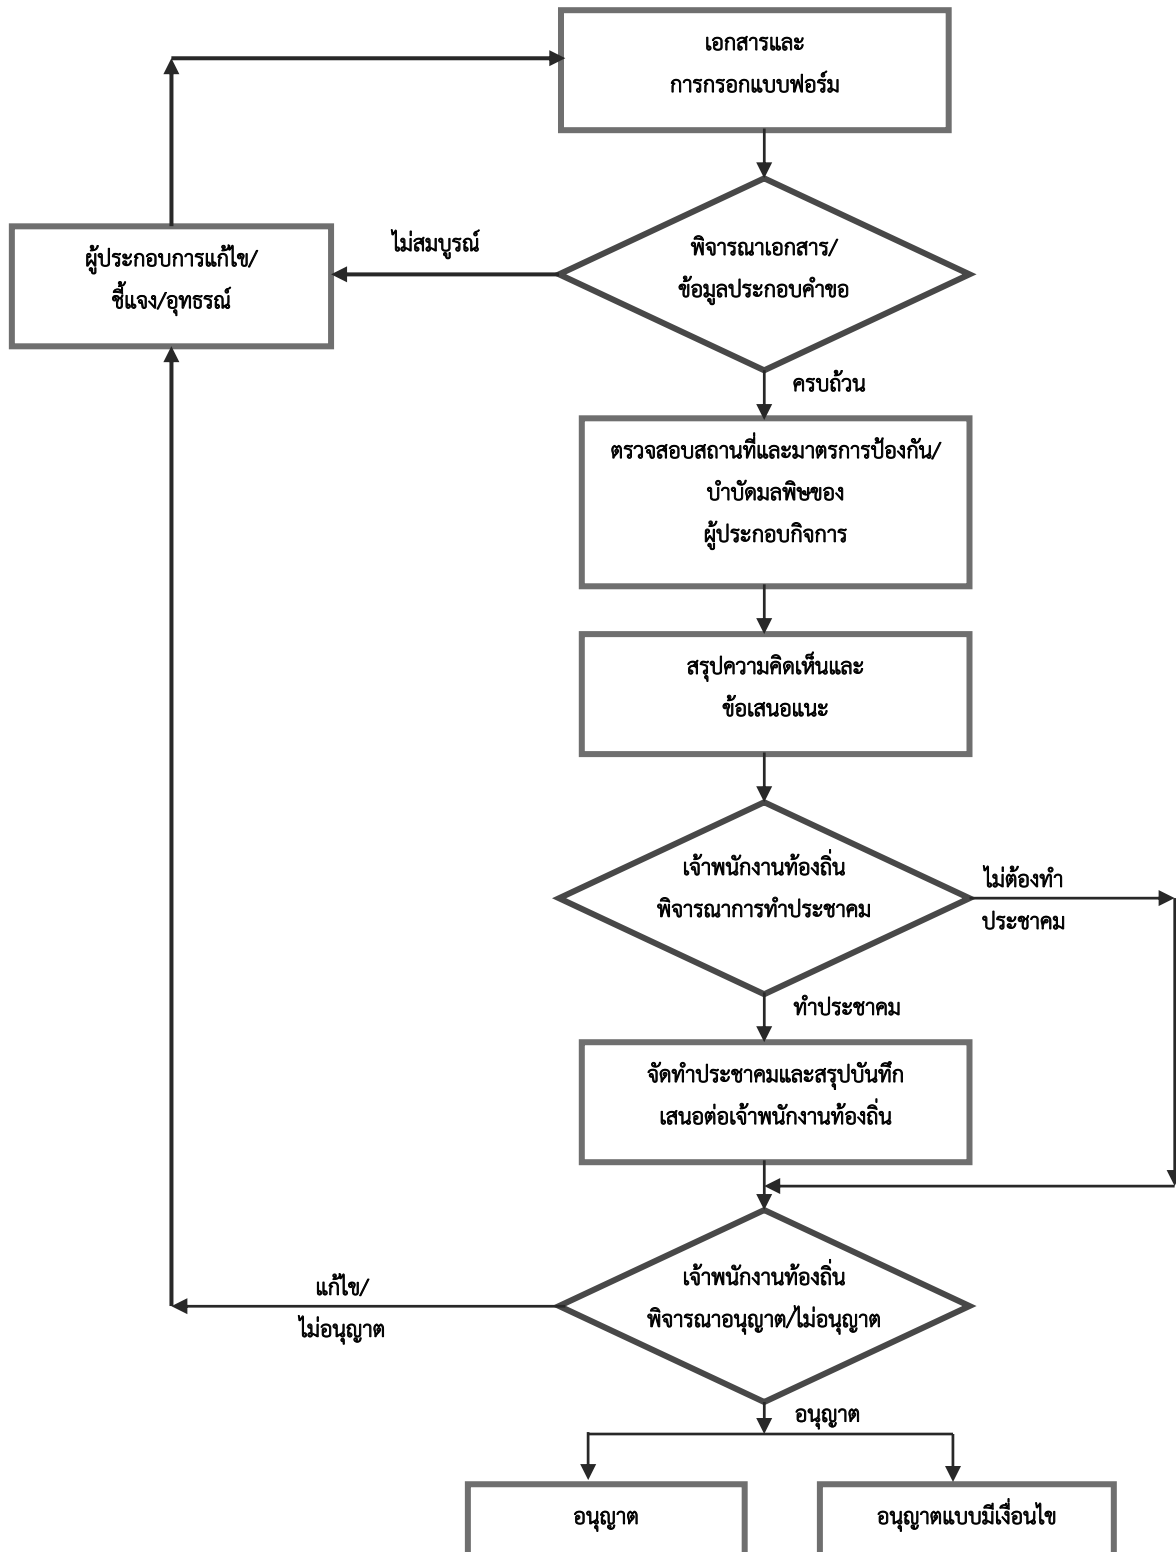 เอกสารและ
การกรอกแบบฟอร์ม
พิจารณาเอกสาร/
ข้อมูลประกอบคำขอ
ไม่สมบูรณ์
ผู้ประกอบการแก้ไข/
ชี้แจง/อุทธรณ์
ครบถ้วน
ตรวจสอบสถานที่และมาตรการป้องกัน/
บำบัดมลพิษของ
ผู้ประกอบกิจการ
สรุปความคิดเห็นและ
ข้อเสนอแนะ
เจ้าพนักงานท้องถิ่น
พิจารณาการทำประชาคม
ไม่ต้องทำ
ประชาคม
ทำประชาคม
จัดทำประชาคมและสรุปบันทึก
เสนอต่อเจ้าพนักงานท้องถิ่น
เจ้าพนักงานท้องถิ่น
พิจารณาอนุญาต/ไม่อนุญาต
แก้ไข/
ไม่อนุญาต
อนุญาต
อนุญาต
อนุญาตแบบมีเงื่อนไข